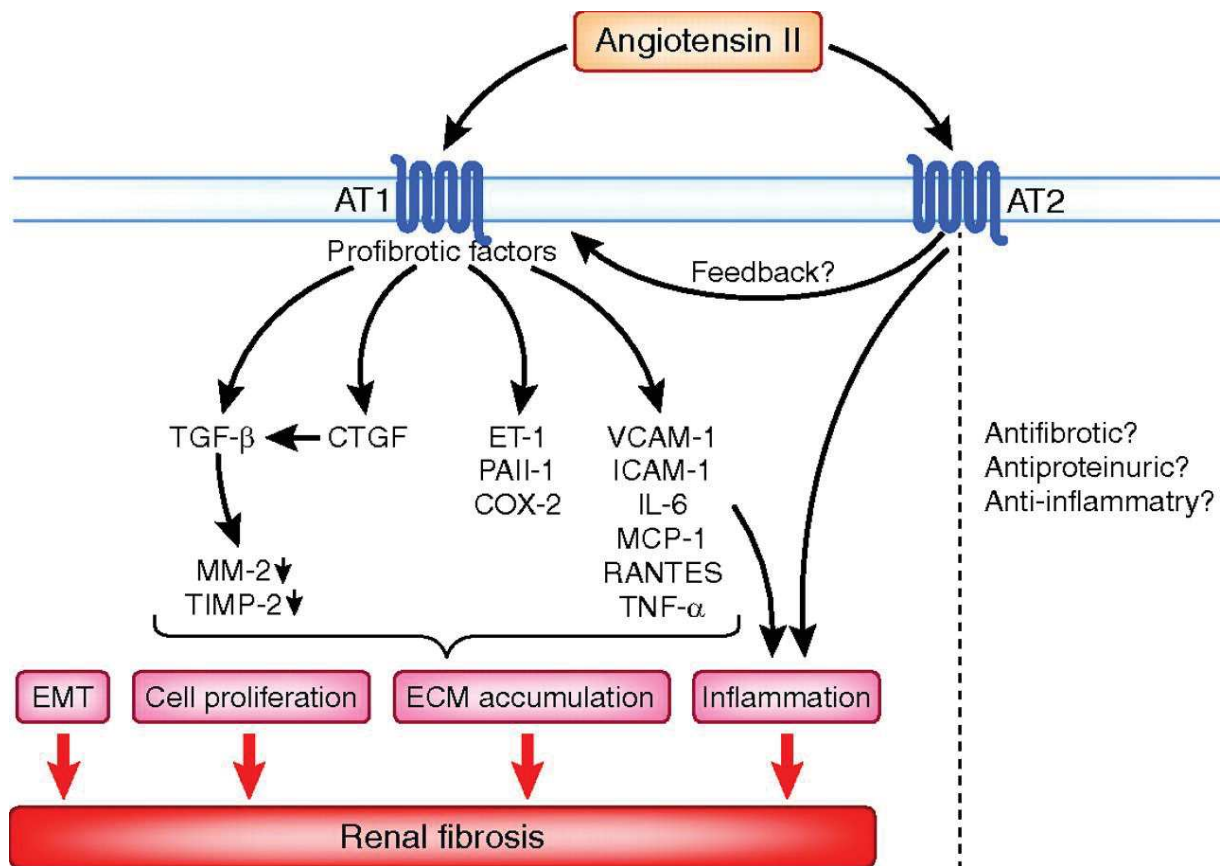 Angiotensin II
AT1
AT2
Profibrotic factors
Feedback?
TGF-β
CTGF
ET-1
PAII-1
COX-2
VCAM-1
ICAM-1
IL-6
MCP-1
RANTES
TNF-α
Antifibrotic?
Antiproteinuric?
Anti-inflammatry?
MM-2
TIMP-2
EMT
Cell proliferation
ECM accumulation
Inflammation
Renal fibrosis